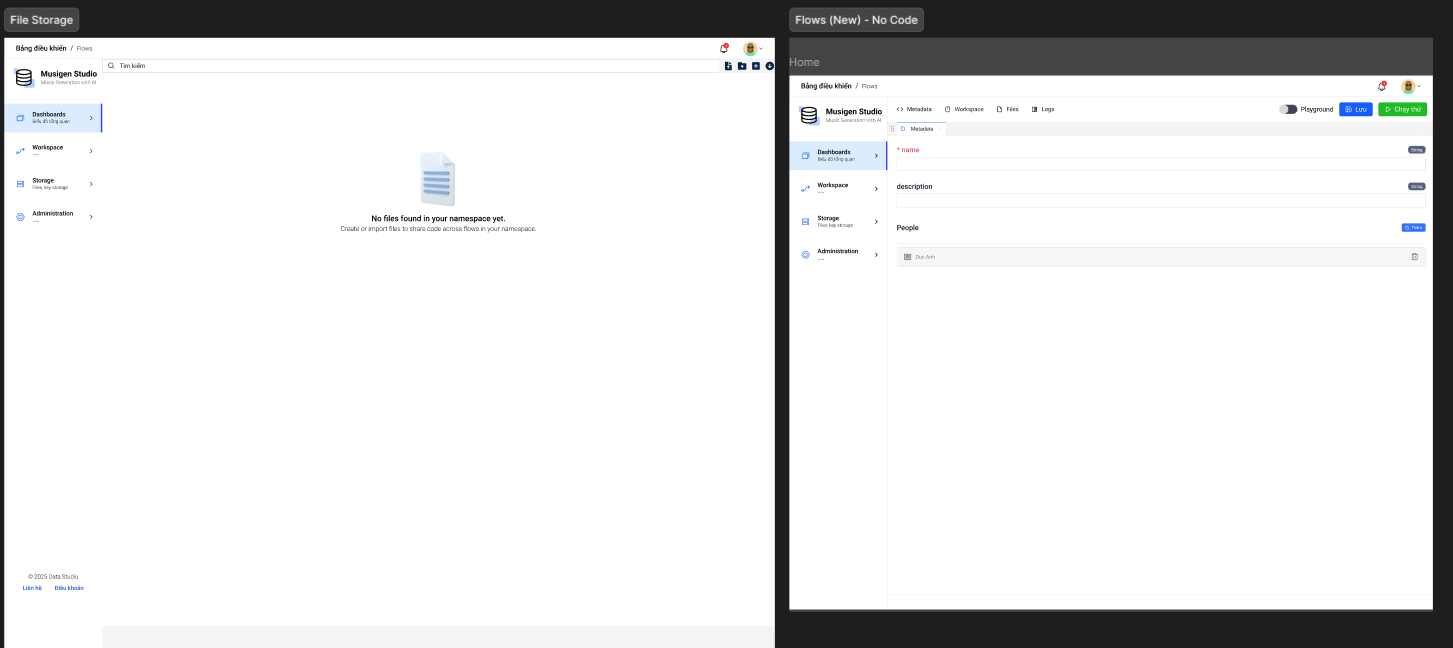 File Storage
Bảng điều khiển / Flows
Musigen Studio
Music Generation with AI
Tìm kiếm
Dashboards
Biểu đồ tổng quan
Workspace
---
Storage
Files, key storage
Administration
---
No files found in your namespace yet.
Create or import files to share code across flows in your namespace.
© 2025 Data Studio
Liên hệ Điều khoản
Flows (New) - No Code
Home
Bảng điều khiển / Flows
Musigen Studio
Music Generation with AI
Metadata Workspace Files Logs Playground Lưu Chạy thử
Metadata
Dashboards
Biểu đồ tổng quan
Workspace
---
Storage
Files, key storage
Administration
---
* name String
description String
People Thêm
Duc Anh